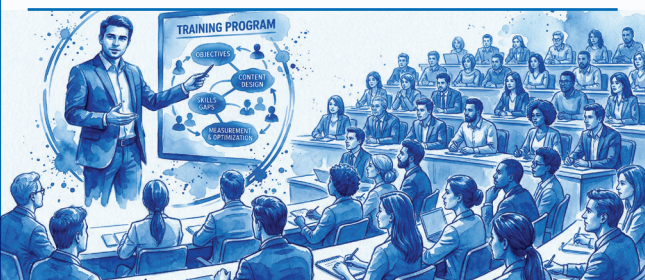 TRAINING PROGRAM
OBJECTIVES
CONTENT
DESIGN
SKILLS
GAPS
MEASUREMENT
& OPTIMIZATION